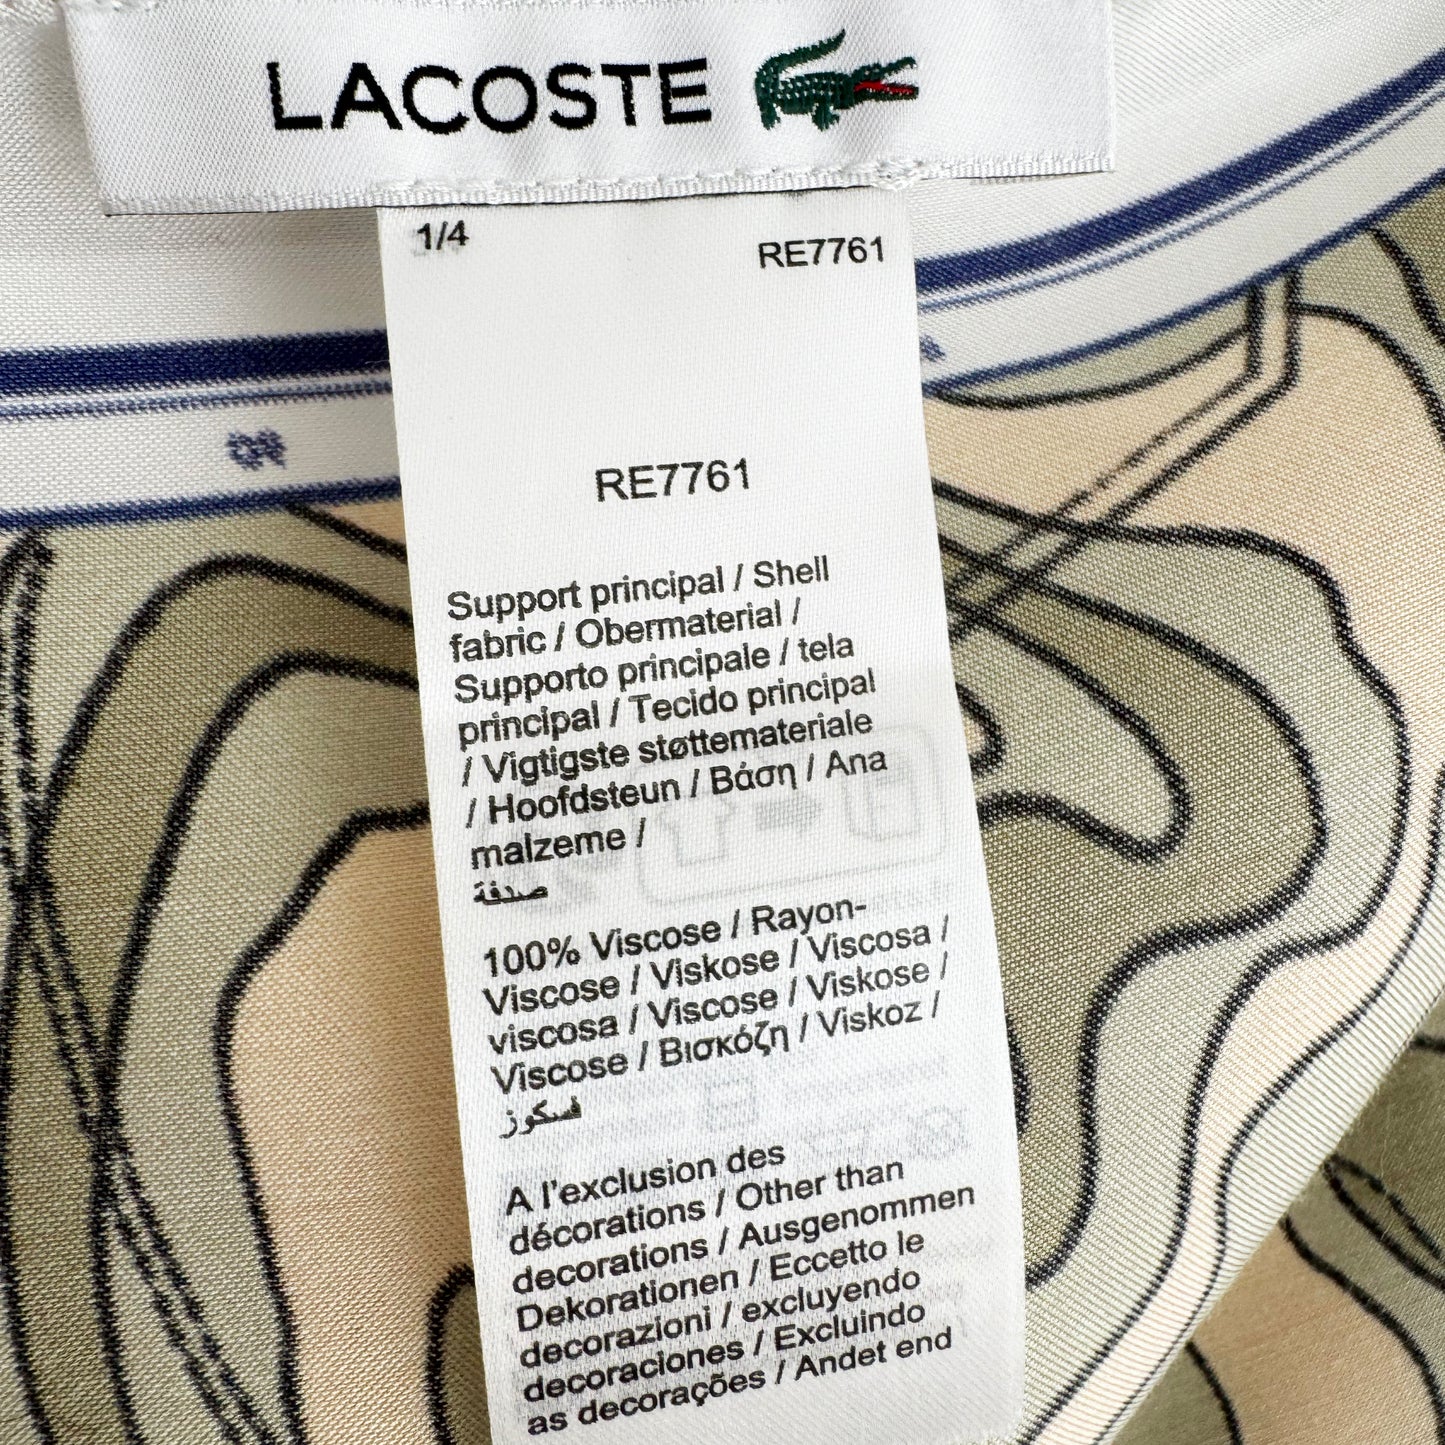 LACOSTE
1/4
RE7761
RE7761
Support principal / Shell
fabric / Obermaterial /
Supporto principale / tela
principal / Tecido principal
/ Vigtigste støttemateriale
/ Hoofdsteun / Βάση / Ana
malzeme /
صدفة
100% Viscose / Rayon-
Viscose / Viskose / Viscosa /
viscosa / Viscose / Viskose /
Viscose / Βισκόζη / Viskoz /
فسكوز
A l'exclusion des
décorations / Other than
decorations / Ausgenommen
Dekorationen / Eccetto le
decorazioni / excluyendo
decoraciones / Excluindo
as decorações / Andet end